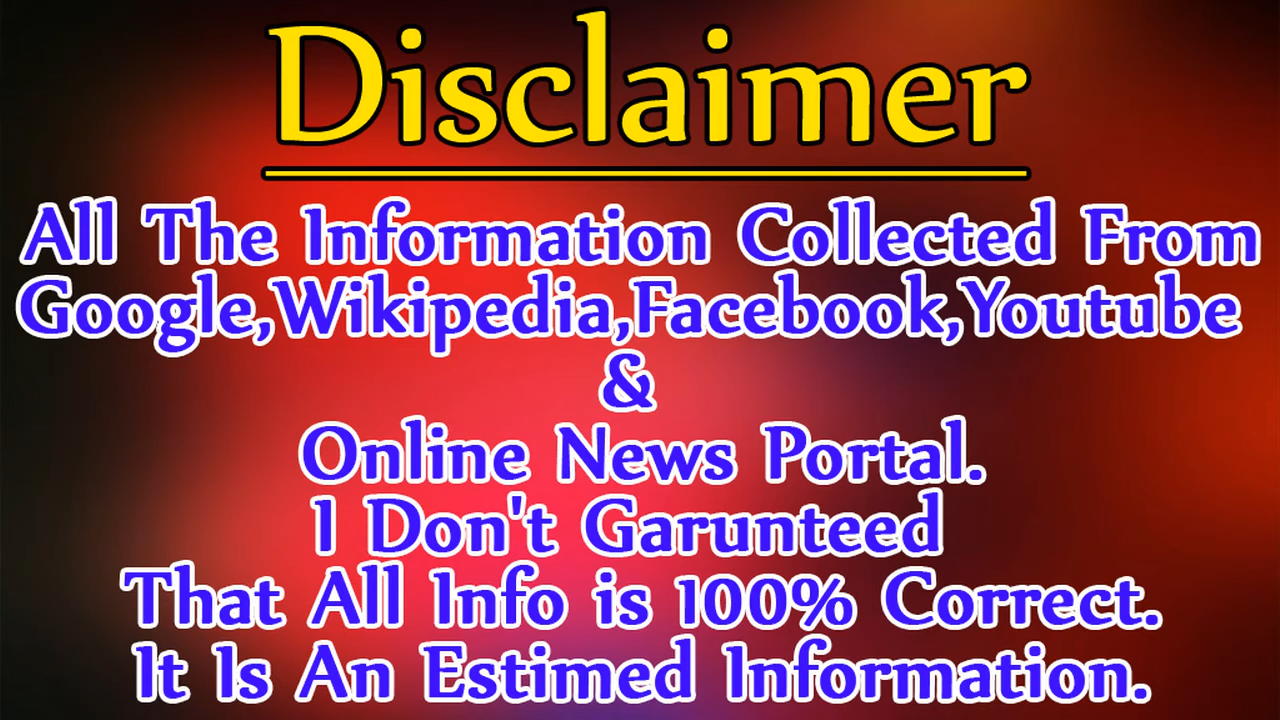 Disclaimer
All The Information Collected From
Google,Wikipedia,Facebook,Youtube
&
Online News Portal.
I Don't Garunteed
That All Info is 100% Correct.
It Is An Estimed Information.